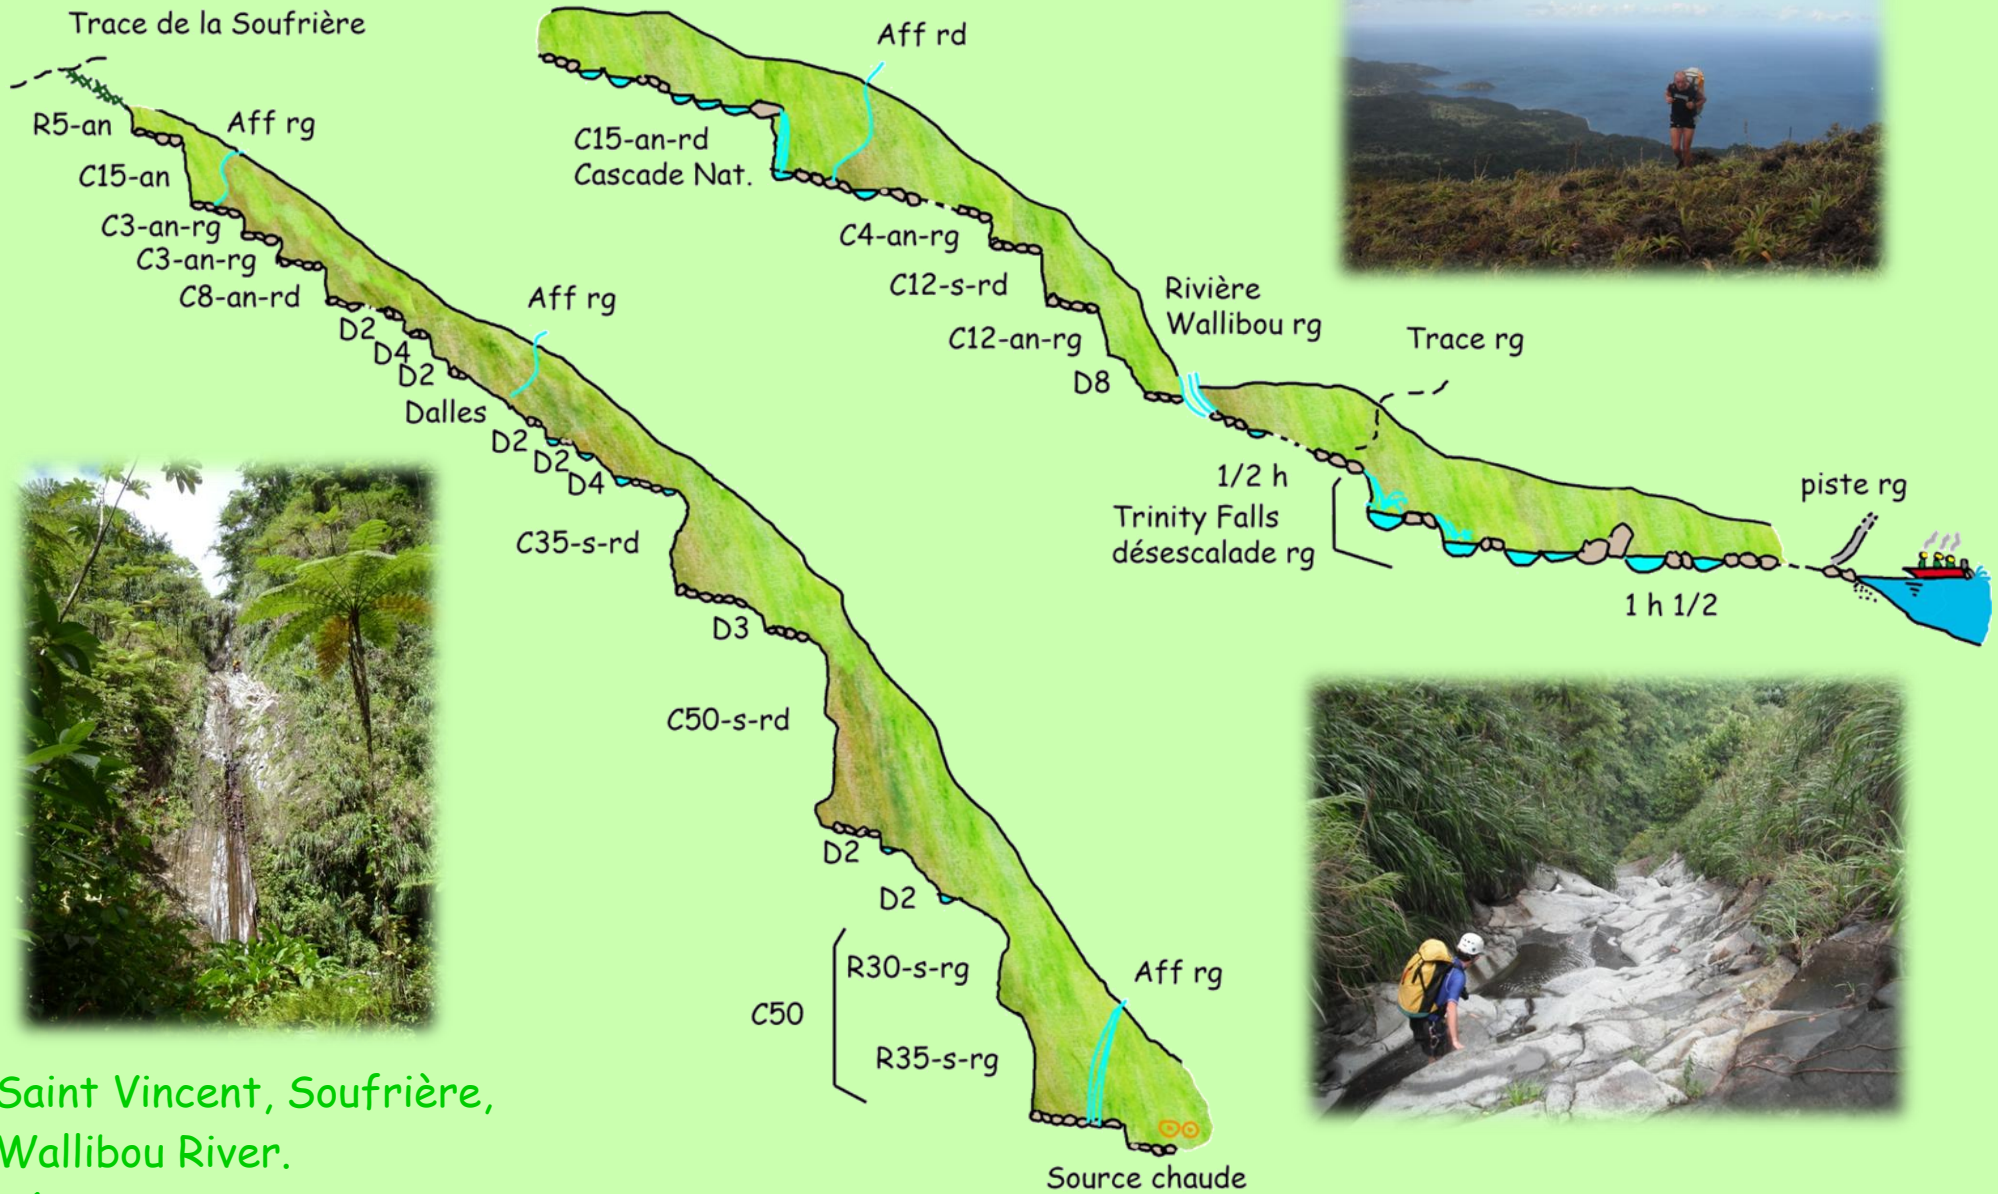 Trace de la Soufrière
R5-an
Aff rg
C15-an
C3-an-rg
C3-an-rg
C8-an-rd
D2
D4
D2
Aff rg
Dalles
D2
D2
D4
C35-s-rd
D3
C50-s-rd
D2
D2
C50
R30-s-rg
R35-s-rg
Aff rg
Source chaude
Aff rd
C15-an-rd
Cascade Nat.
C4-an-rg
C12-s-rd
C12-an-rg
D8
Rivière
Wallibou rg
Trace rg
1/2 h
Trinity Falls
désescalade rg
piste rg
1 h 1/2
Saint Vincent, Soufrière,
Wallibou River.